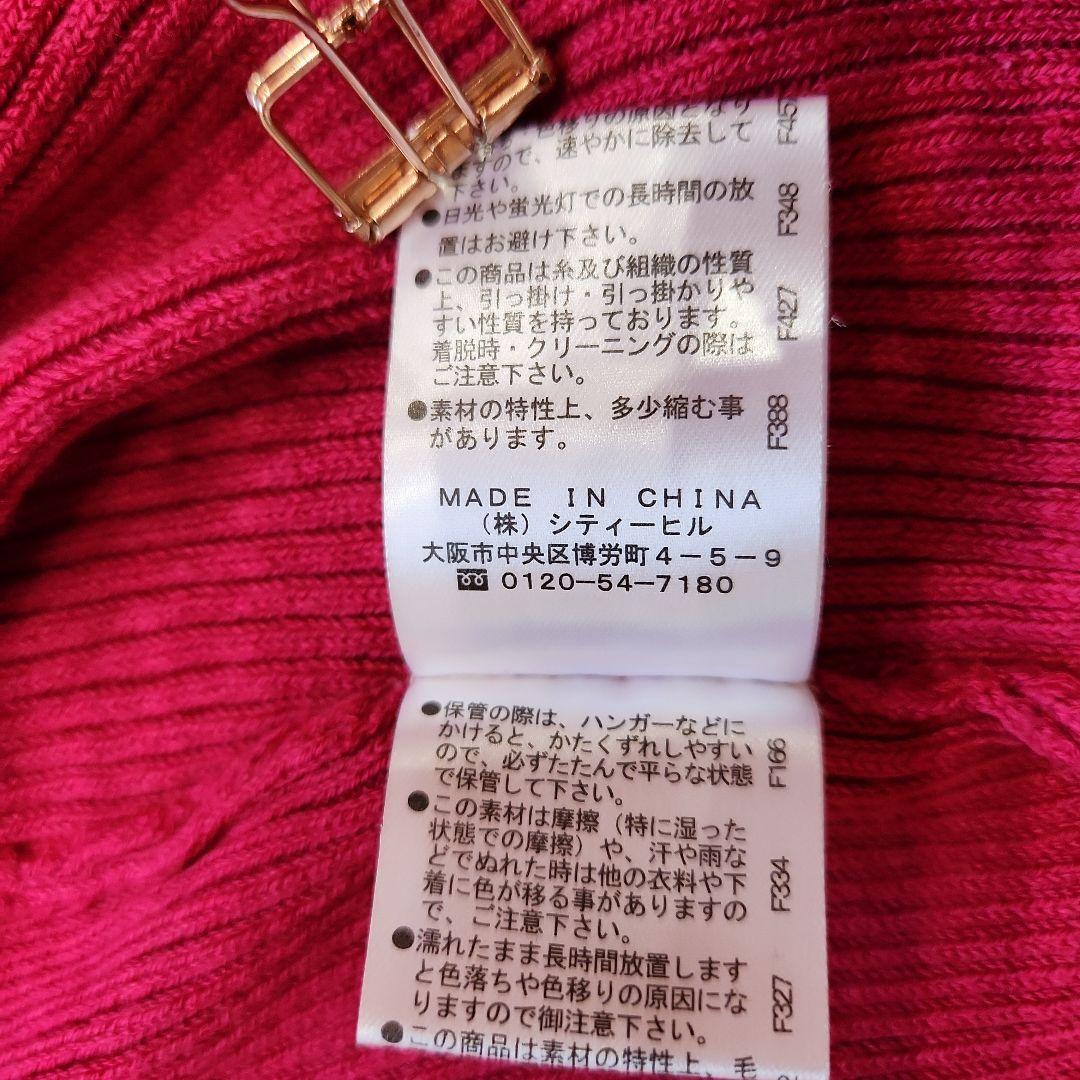 色移りの原因となり
ますので、速やかに除去して
下さい。
F457
●日光や蛍光灯での長時間の放
置はお避け下さい。
F348
●この商品は糸及び組織の性質
上、引っ掛け・引っ掛かりや
すい性質を持っております。
着脱時・クリーニングの際は
ご注意下さい。
F427
●素材の特性上、多少縮む事
があります。
F388
MADE IN CHINA
（株）シティーヒル
大阪市中央区博労町４－５－９
0120-54-7180
●保管の際は、ハンガーなどに
かけると、かたくずれしやすい
ので、必ずたたんで平らな状態
で保管して下さい。
F166
●この素材は摩擦（特に湿った
状態での摩擦）や、汗や雨な
どでぬれた時は他の衣料や下
着に色が移る事がありますの
で、ご注意下さい。
F334
●濡れたまま長時間放置します
と色落ちや色移りの原因にな
りますので御注意下さい。
F327
●この商品は素材の特性上、毛